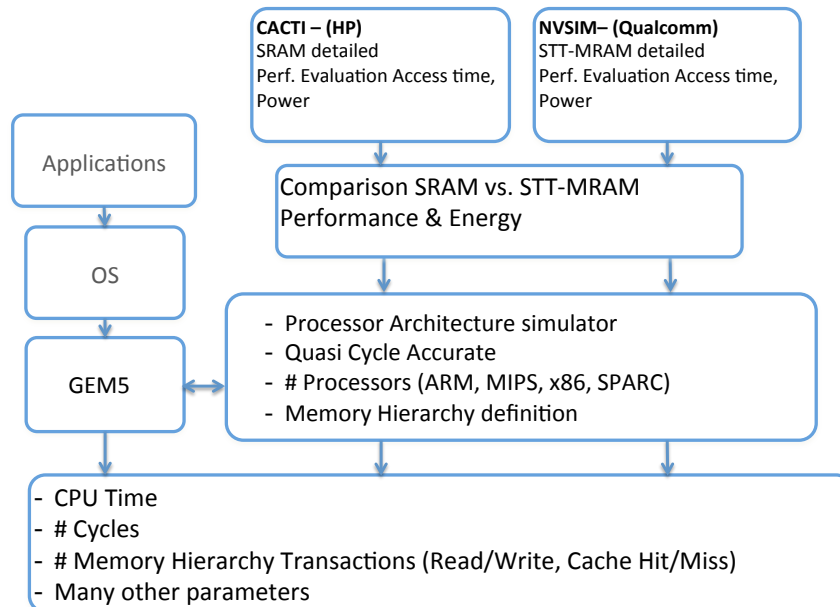 CACTI – (HP)
SRAM detailed
Perf. Evaluation Access time,
Power
NVSIM– (Qualcomm)
STT-MRAM detailed
Perf. Evaluation Access time,
Power
Applications
Comparison SRAM vs. STT-MRAM
Performance & Energy
OS
GEM5
- Processor Architecture simulator
- Quasi Cycle Accurate
- # Processors (ARM, MIPS, x86, SPARC)
- Memory Hierarchy definition
- CPU Time
- # Cycles
- # Memory Hierarchy Transactions (Read/Write, Cache Hit/Miss)
- Many other parameters